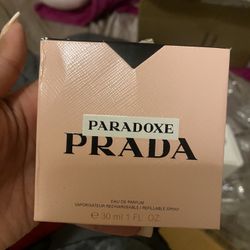 PARADOXE
PRADA
EAU DE PARFUM
VAPORISATEUR RECHARGEABLE / REFILLABLE SPRAY
℮ 30 ml 1 FL. OZ.